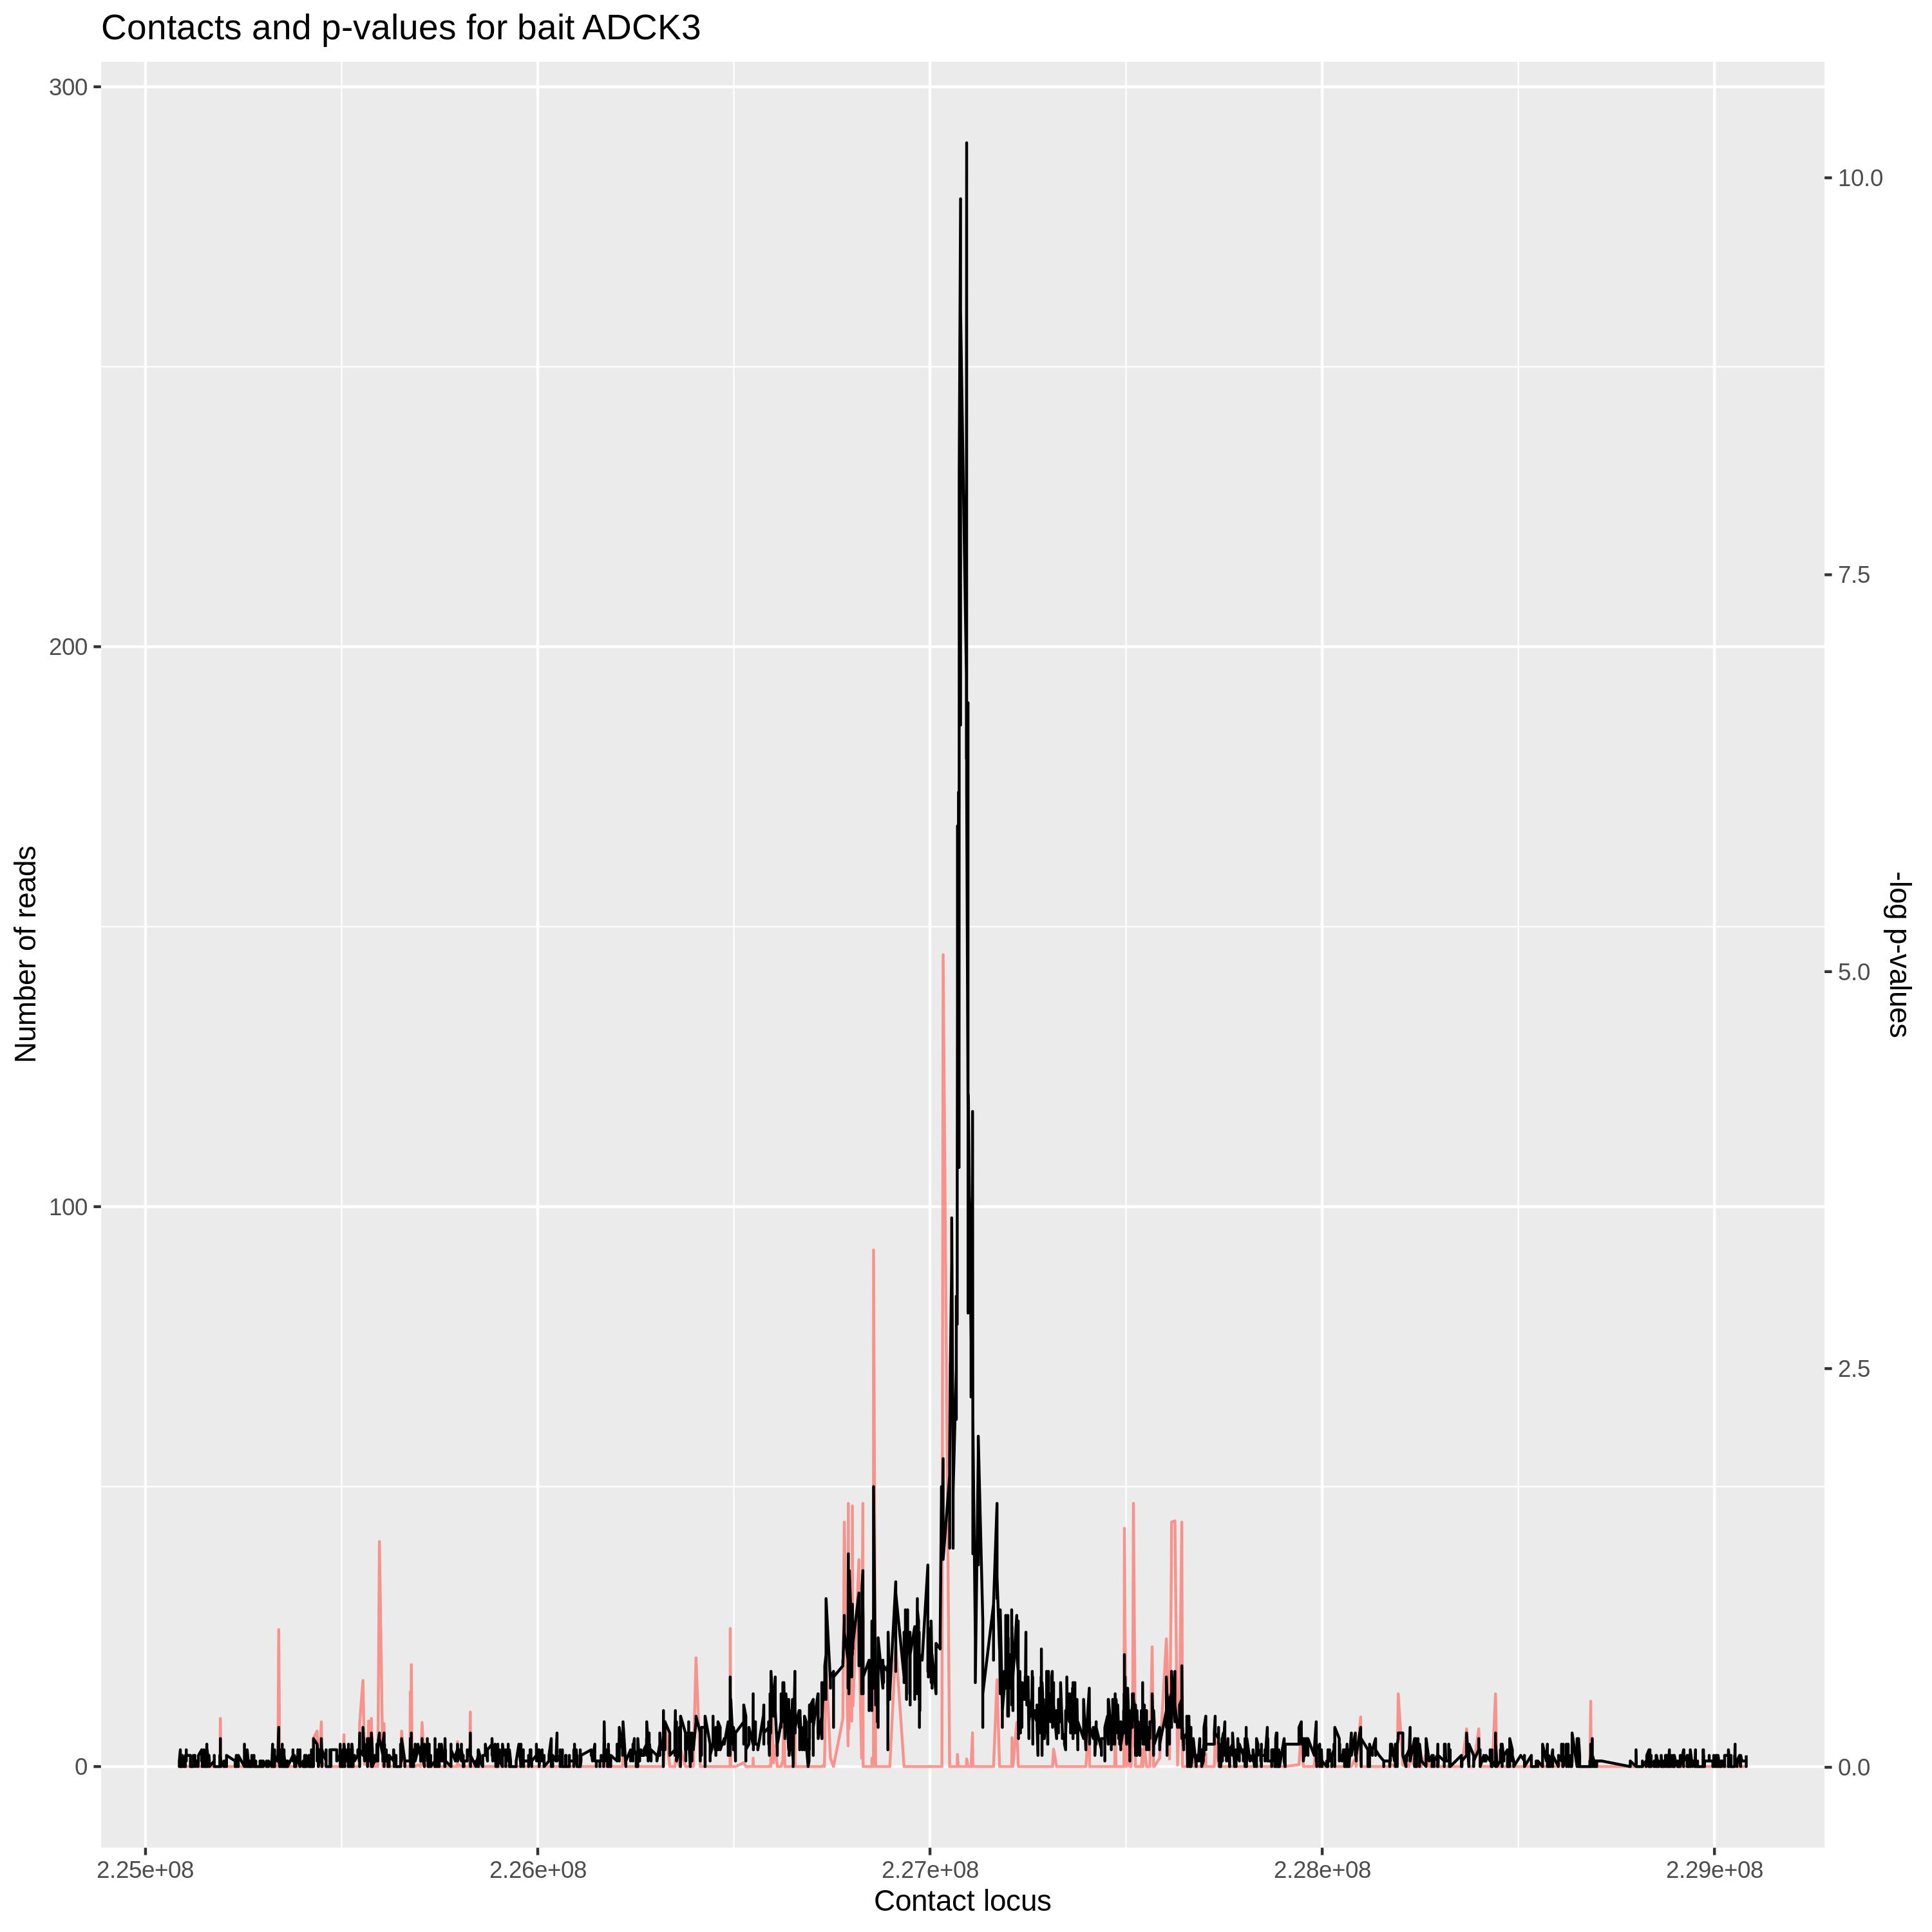 Contacts and p-values for bait ADCK3
300
200
100
0
Number of reads
10.0
7.5
5.0
2.5
0.0
-log p-values
2.25e+08
2.26e+08
2.27e+08
2.28e+08
2.29e+08
Contact locus